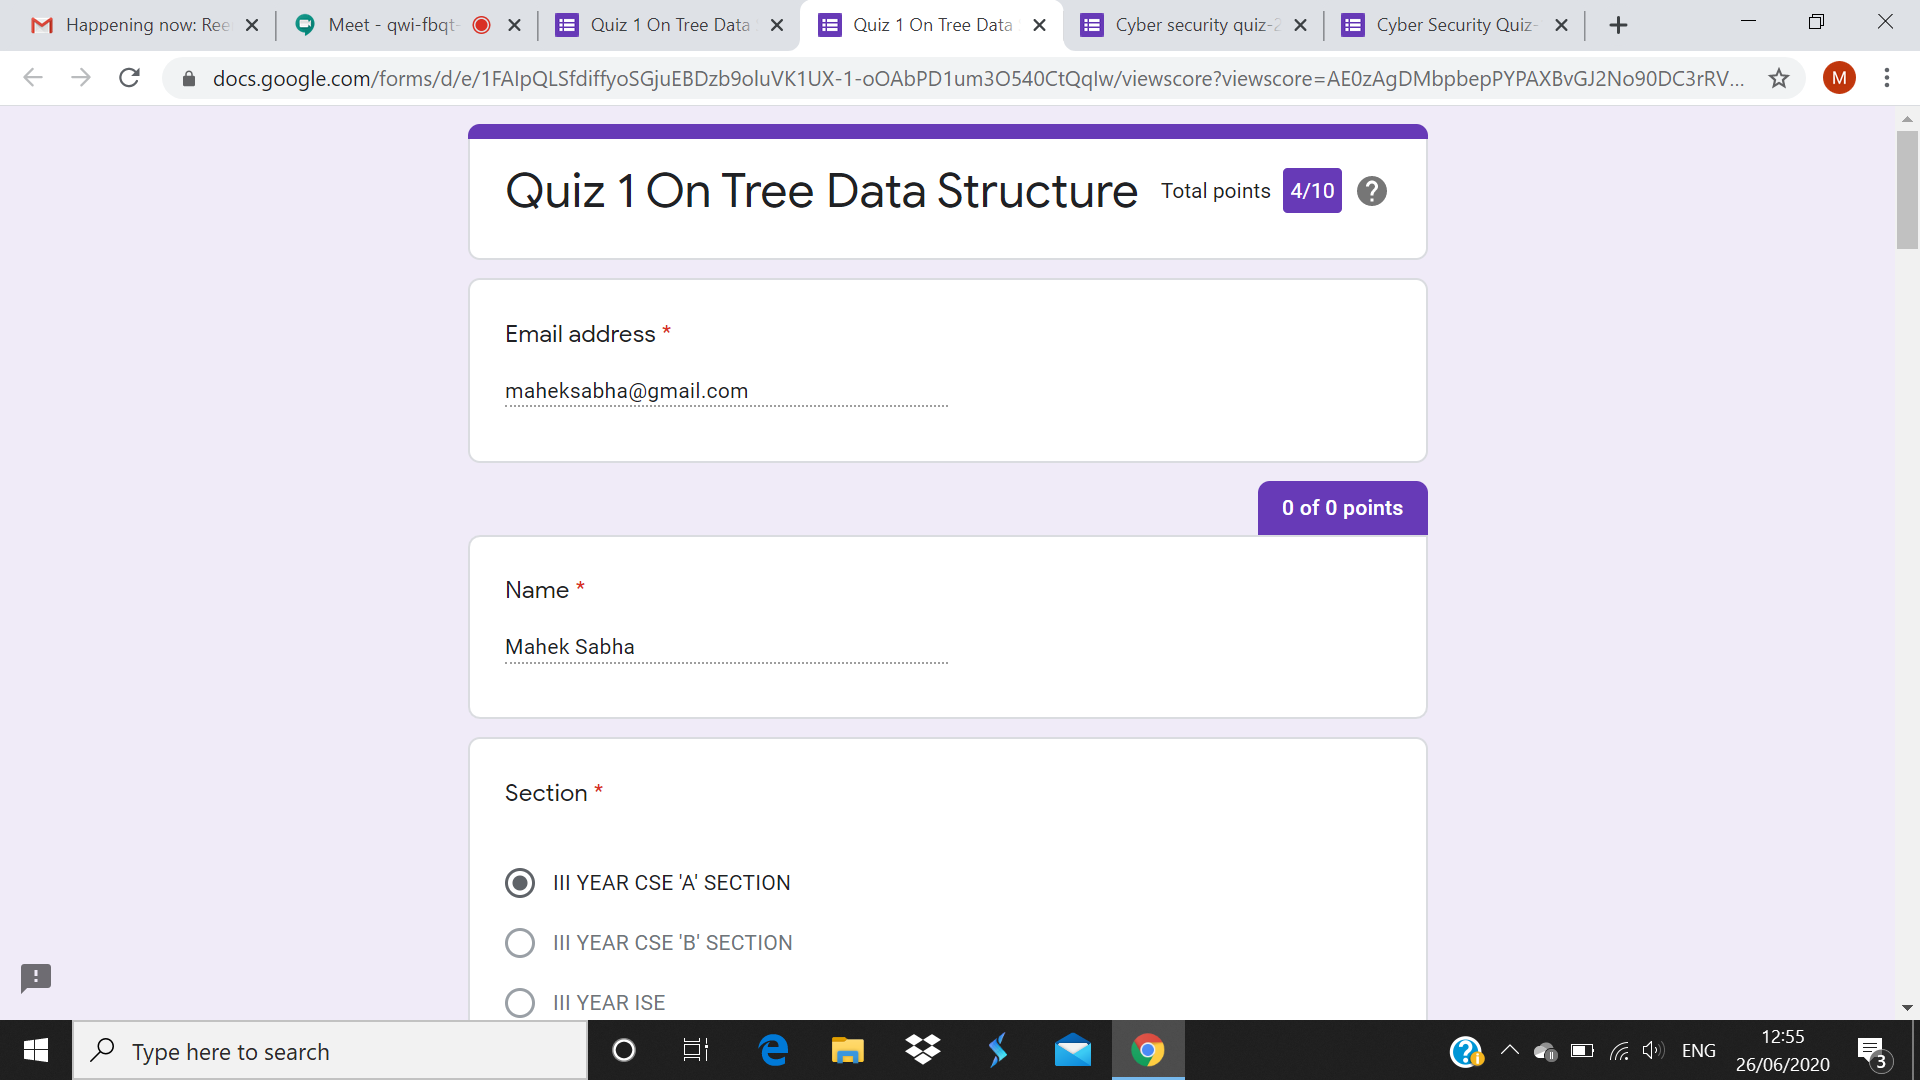 Happening now: Ree
Meet - qwi-fbqt-
Quiz 1 On Tree Data
Quiz 1 On Tree Data
Cyber security quiz-2
Cyber Security Quiz-
docs.google.com/forms/d/e/1FAIpQLSfdiffyoSGjuEBDzb9oluVK1UX-1-oOAbPD1um3O540CtQqIw/viewscore?viewscore=AE0zAgDMbpbepPYPAXBvGJ2No90DC3rRV...
M
Quiz 1 On Tree Data Structure
Total points 4/10
Email address *
maheksabha@gmail.com
0 of 0 points
Name *
Mahek Sabha
Section *
III YEAR CSE 'A' SECTION
III YEAR CSE 'B' SECTION
III YEAR ISE
Type here to search
ENG
12:55
26/06/2020
3